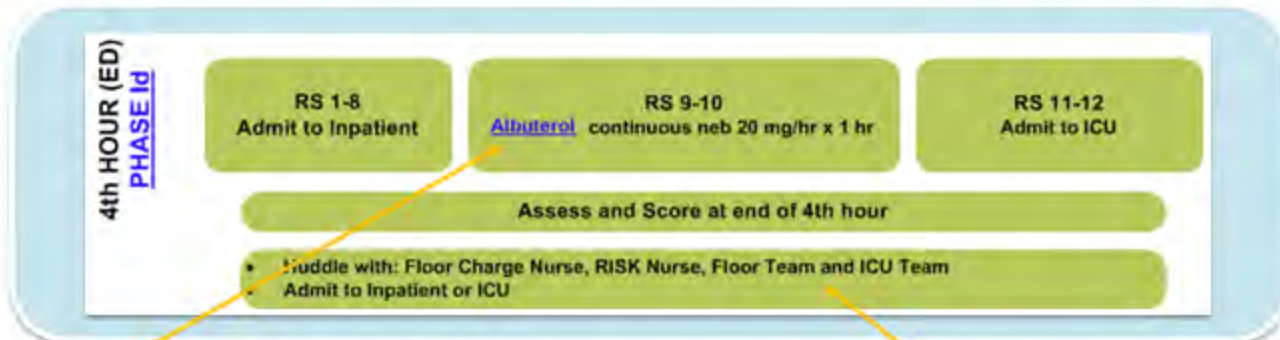 4th HOUR (ED)
PHASE Id
RS 1-8
Admit to Inpatient
RS 9-10
Albuterol continuous neb 20 mg/hr x 1 hr
RS 11-12
Admit to ICU
Assess and Score at end of 4th hour
• Huddle with: Floor Charge Nurse, RISK Nurse, Floor Team and ICU Team
• Admit to Inpatient or ICU